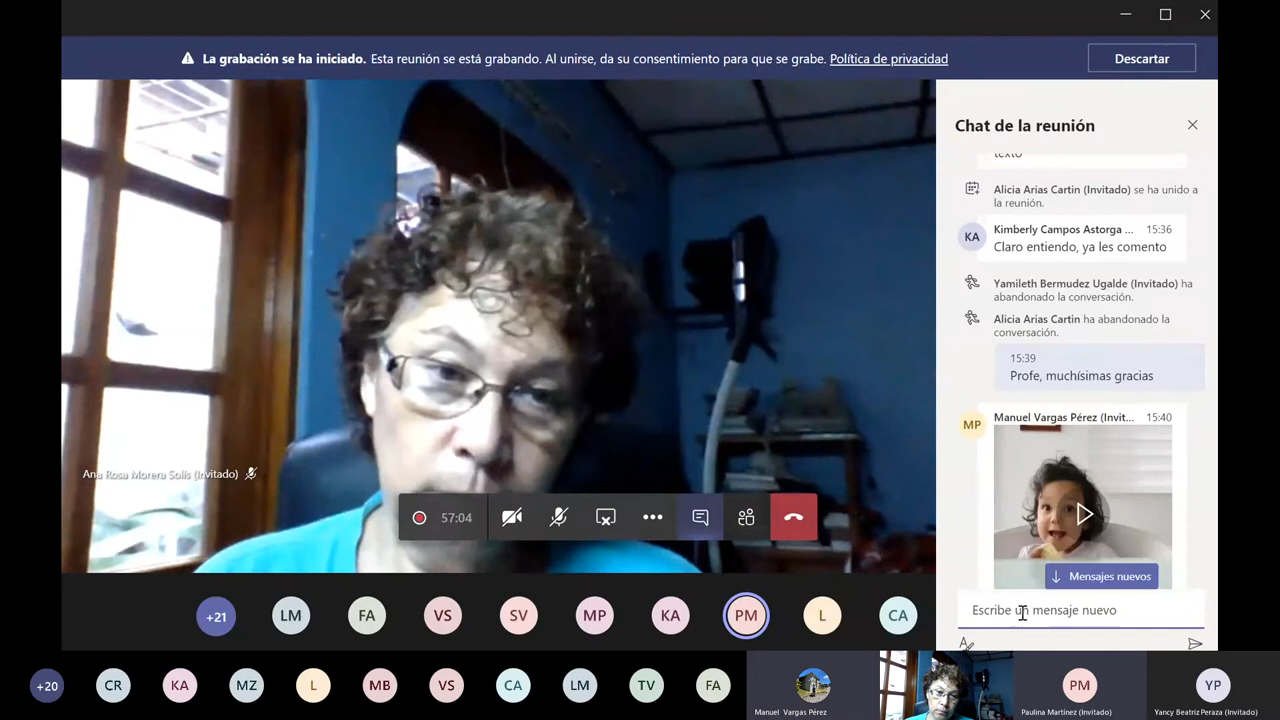 La grabación se ha iniciado. Esta reunión se está grabando. Al unirse, da su consentimiento para que se grabe. Política de privacidad
Descartar
Chat de la reunión
texto
Alicia Arias Cartin (Invitado) se ha unido a
la reunión.
KA
Kimberly Campos Astorga ... 15:36
Claro entiendo, ya les comento
Yamileth Bermudez Ugalde (Invitado) ha
abandonado la conversación.
Alicia Arias Cartin ha abandonado la
conversación.
15:39
Profe, muchísimas gracias
MP
Manuel Vargas Pérez (Invit... 15:40
Mensajes nuevos
Escribe un mensaje nuevo
Ana Rosa Morera Solís (Invitado)
57:04
+21 LM FA VS SV MP KA PM L CA
+20 CR KA MZ L MB VS CA LM TV FA PM YP
Manuel Vargas Pérez
Paulina Martínez (Invitado)
Yancy Beatriz Peraza (Invitado)